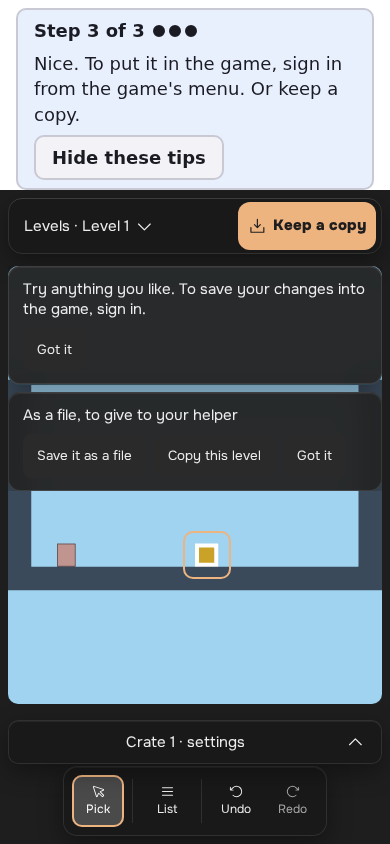 Step 3 of 3
Nice. To put it in the game, sign in
from the game's menu. Or keep a
copy.
Hide these tips
Levels · Level 1
Keep a copy
Try anything you like. To save your changes into
the game, sign in.
Got it
As a file, to give to your helper
Save it as a file
Copy this level
Got it
Crate 1 · settings
Pick
List
Undo
Redo